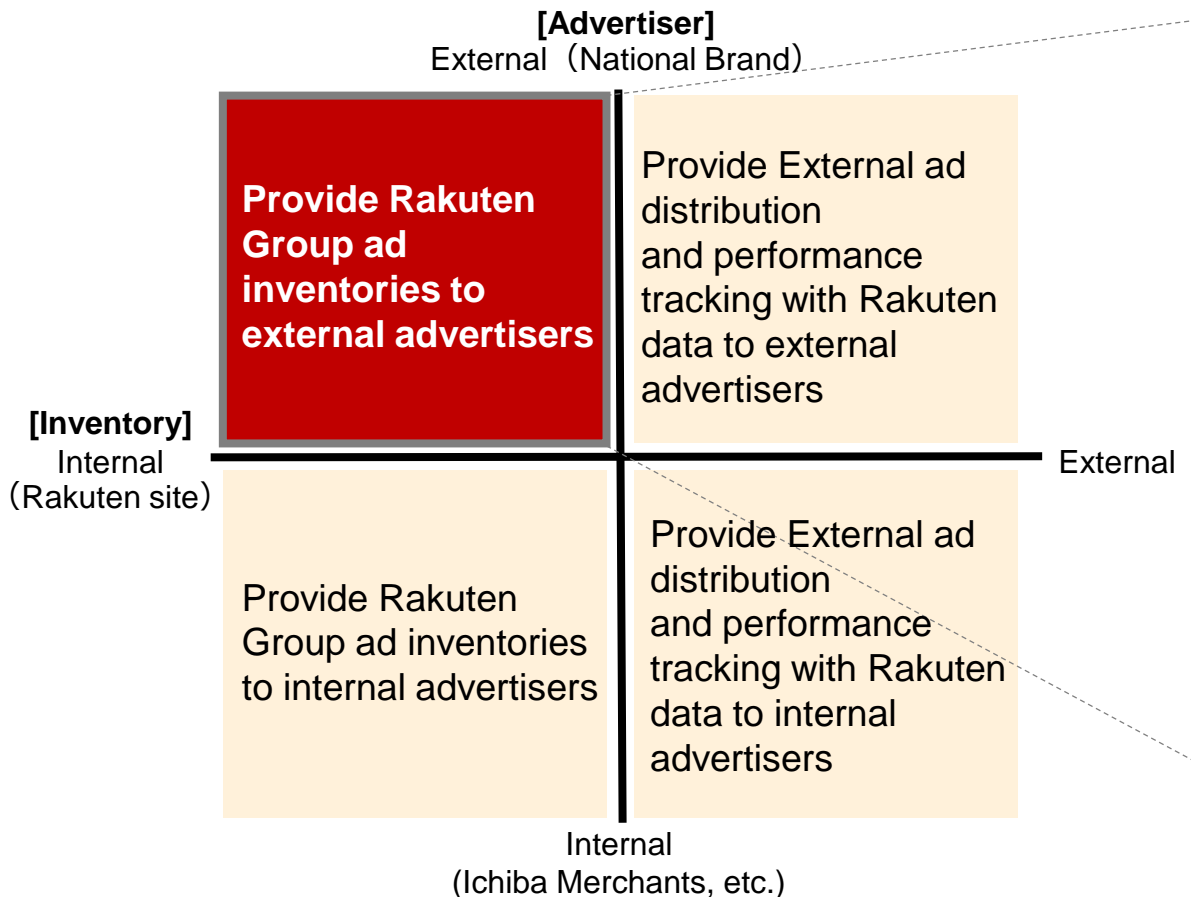 [Advertiser]
External（National Brand）
Provide Rakuten
Group ad
inventories to
external advertisers
Provide External ad
distribution
and performance
tracking with Rakuten
data to external
advertisers
[Inventory]
Internal
（Rakuten site）
External
Provide Rakuten
Group ad inventories
to internal advertisers
Provide External ad
distribution
and performance
tracking with Rakuten
data to internal
advertisers
Internal
(Ichiba Merchants, etc.)